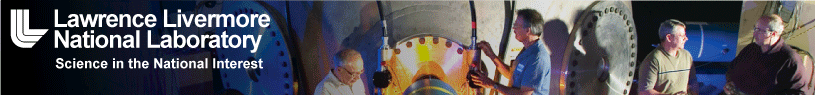 Lawrence Livermore
National Laboratory
Science in the National Interest